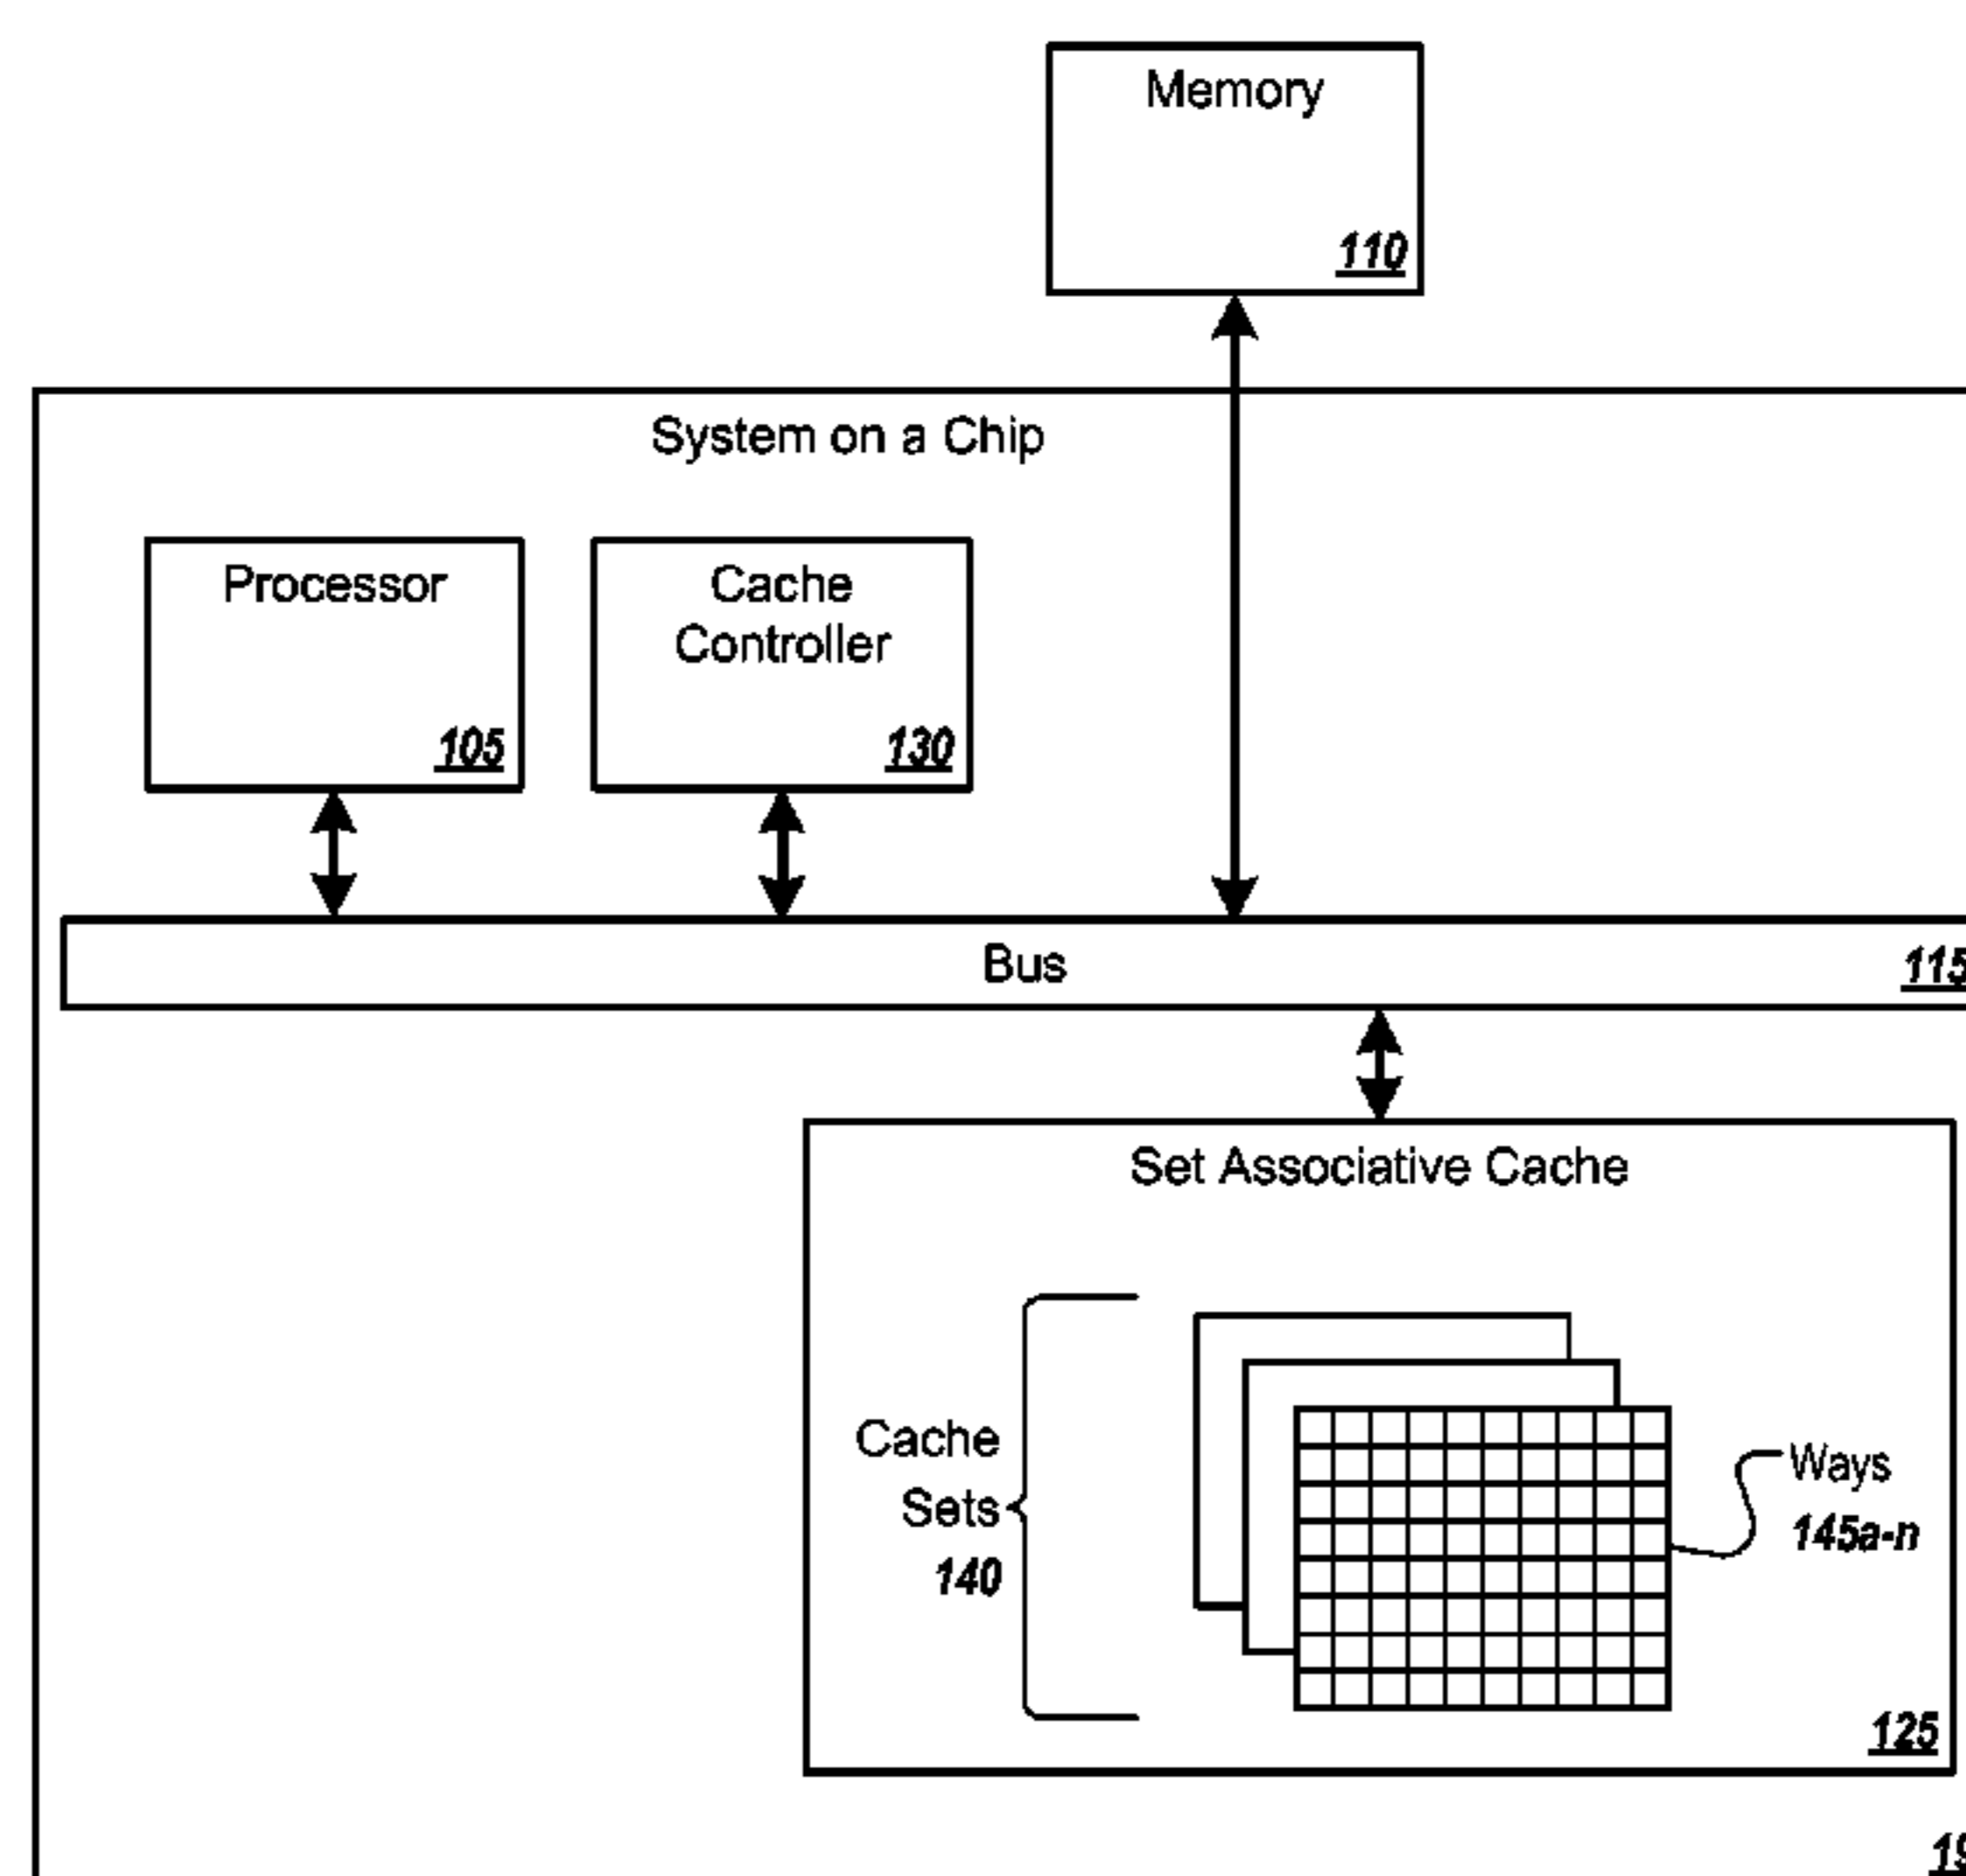 Memory
110
System on a Chip
Processor
105
Cache
Controller
130
Bus
115
Set Associative Cache
Cache
Sets
140
Ways
145a-n
125